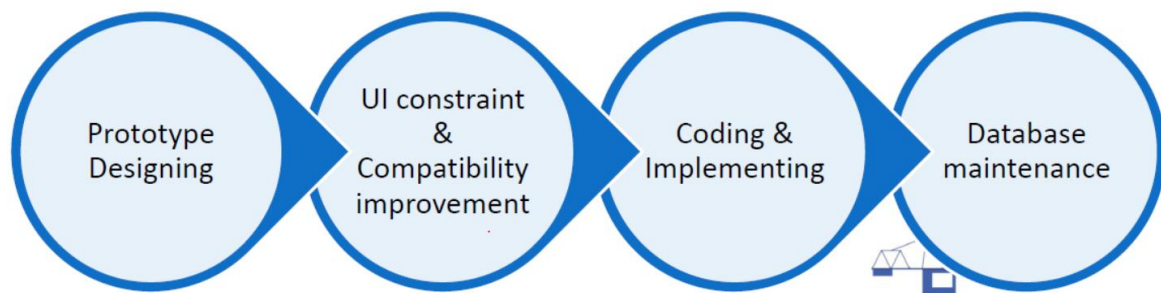 Prototype
Designing
UI constraint
&
Compatibility
improvement
Coding &
Implementing
Database
maintenance